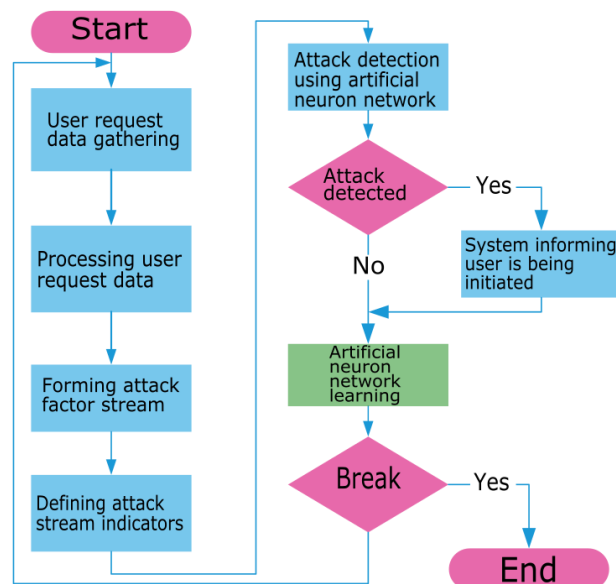 Start
User request
data gathering
Processing user
request data
Forming attack
factor stream
Defining attack
stream indicators
Attack detection
using artificial
neuron network
Attack
detected
Yes
No
System informing
user is being
initiated
Artificial
neuron
network
learning
Break
Yes
End